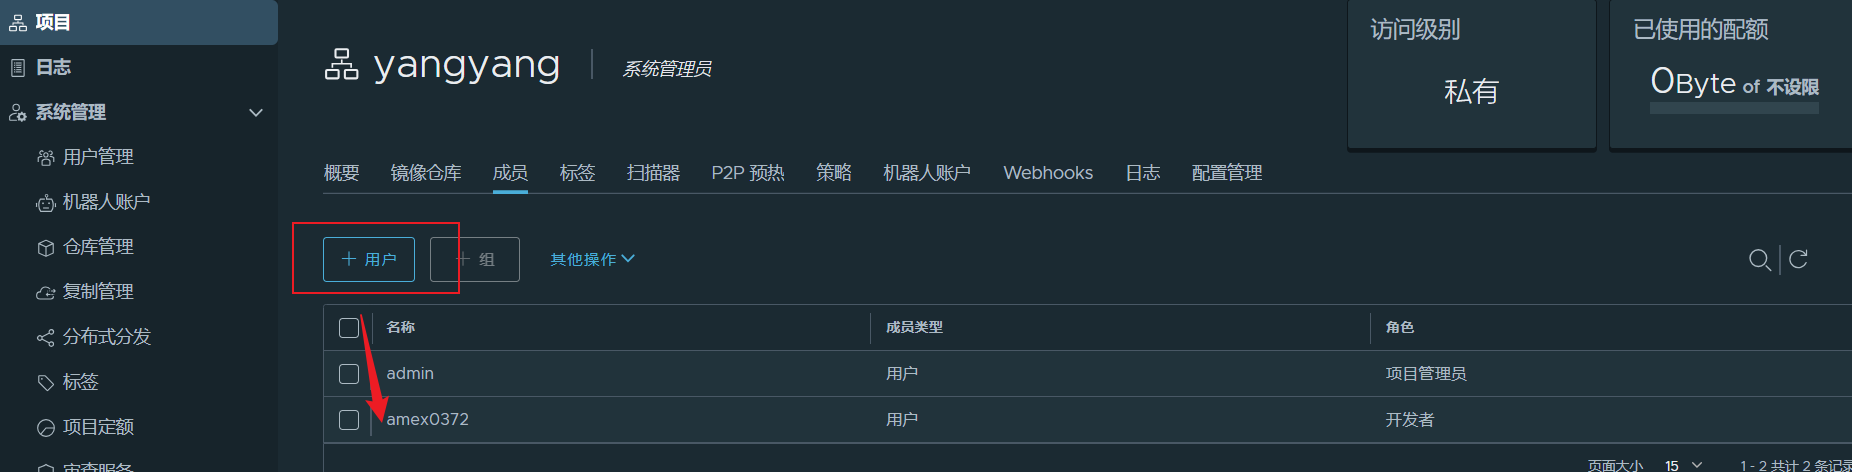 项目
日志
系统管理
用户管理
机器人账户
仓库管理
复制管理
分布式分发
标签
项目定额
审查服务
yangyang
系统管理员
访问级别
私有
已使用的配额
0Byte of 不设限
概要 镜像仓库 成员 标签 扫描器 P2P 预热 策略 机器人账户 Webhooks 日志 配置管理
+ 用户 + 组 其他操作
名称 成员类型 角色
admin 用户 项目管理员
amex0372 用户 开发者
页面大小 15 1 - 2 共计 2 条记录